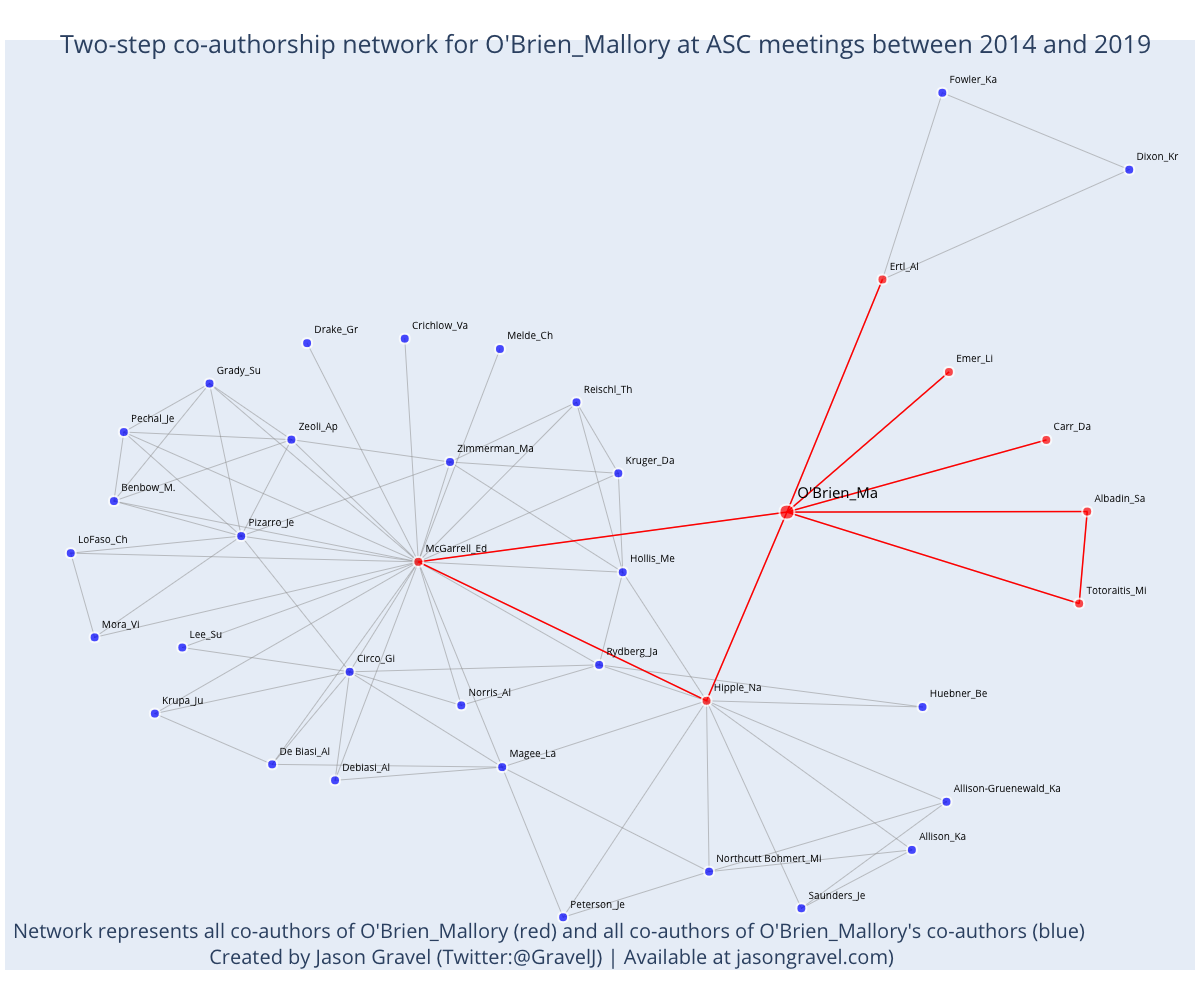 Two-step co-authorship network for O'Brien_Mallory at ASC meetings between 2014 and 2019
Fowler_Ka
Dixon_Kr
Ertl_Al
Drake_Gr
Crichlow_Va
Melde_Ch
Emer_Li
Grady_Su
Reischl_Th
Pechal_Je
Zeoli_Ap
Carr_Da
Zimmerman_Ma
Kruger_Da
Benbow_M.
O'Brien_Ma
Albadin_Sa
Pizarro_Je
LoFaso_Ch
McGarrell_Ed
Hollis_Me
Totoraitis_Mi
Mora_Vi
Lee_Su
Circo_Gi
Rydberg_Ja
Krupa_Ju
Norris_Al
Hipple_Na
Huebner_Be
De Biasi_Al
Debiasi_Al
Magee_La
Allison-Gruenewald_Ka
Allison_Ka
Northcutt Bohmert_Mi
Peterson_Je
Saunders_Je
Network represents all co-authors of O'Brien_Mallory (red) and all co-authors of O'Brien_Mallory's co-authors (blue)
Created by Jason Gravel (Twitter:@GravelJ) | Available at jasongravel.com)